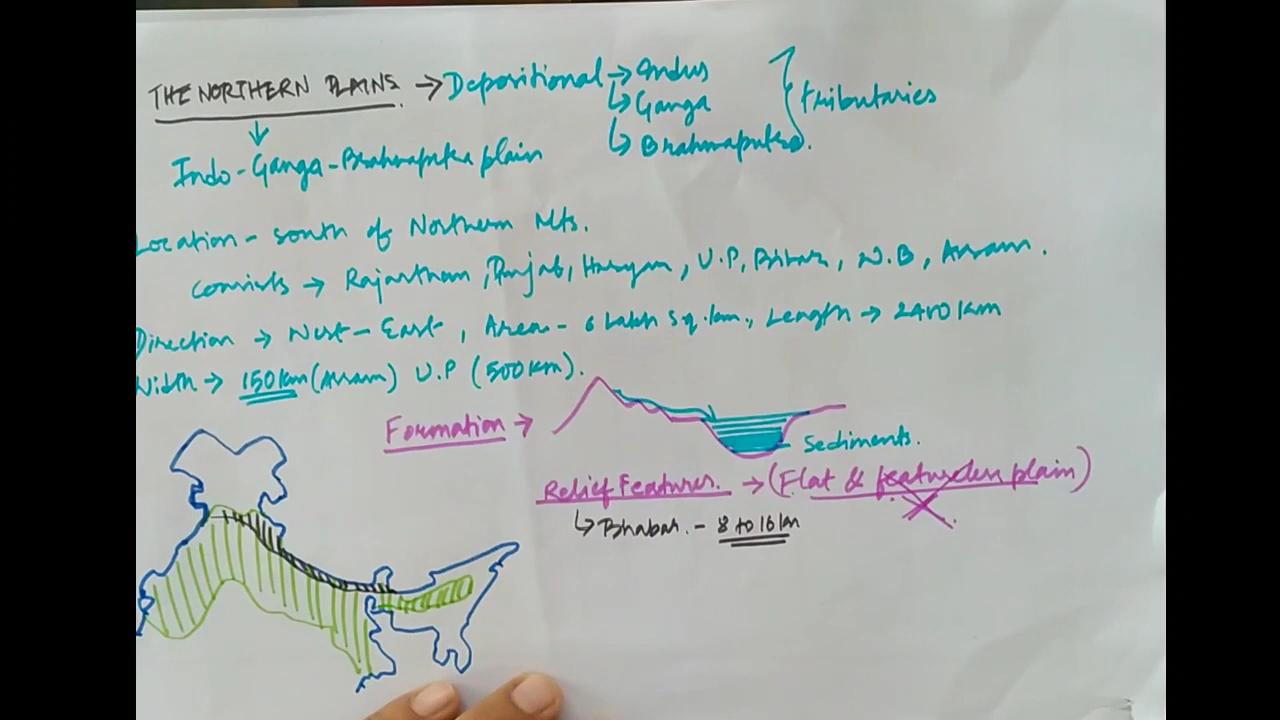 THE NORTHERN PLAINS → Depositional → Indus
↳ Ganga
↳ Brahmaputra.
} tributaries
Indo-Ganga-Brahmaputra plain
Location - south of Northern Mts.
consists → Rajasthan, Punjab, Haryana, U.P, Bihar, W.B, Assam.
Direction → West-East, Area - 6 Lakh sq.km., Length → 2400 km
Width → 150 km (Assam) U.P (500 km).
Formation →
Sediments.
Relief Features. → (Flat & featureless plain)
↳ Bhabar. - 8 to 16 km